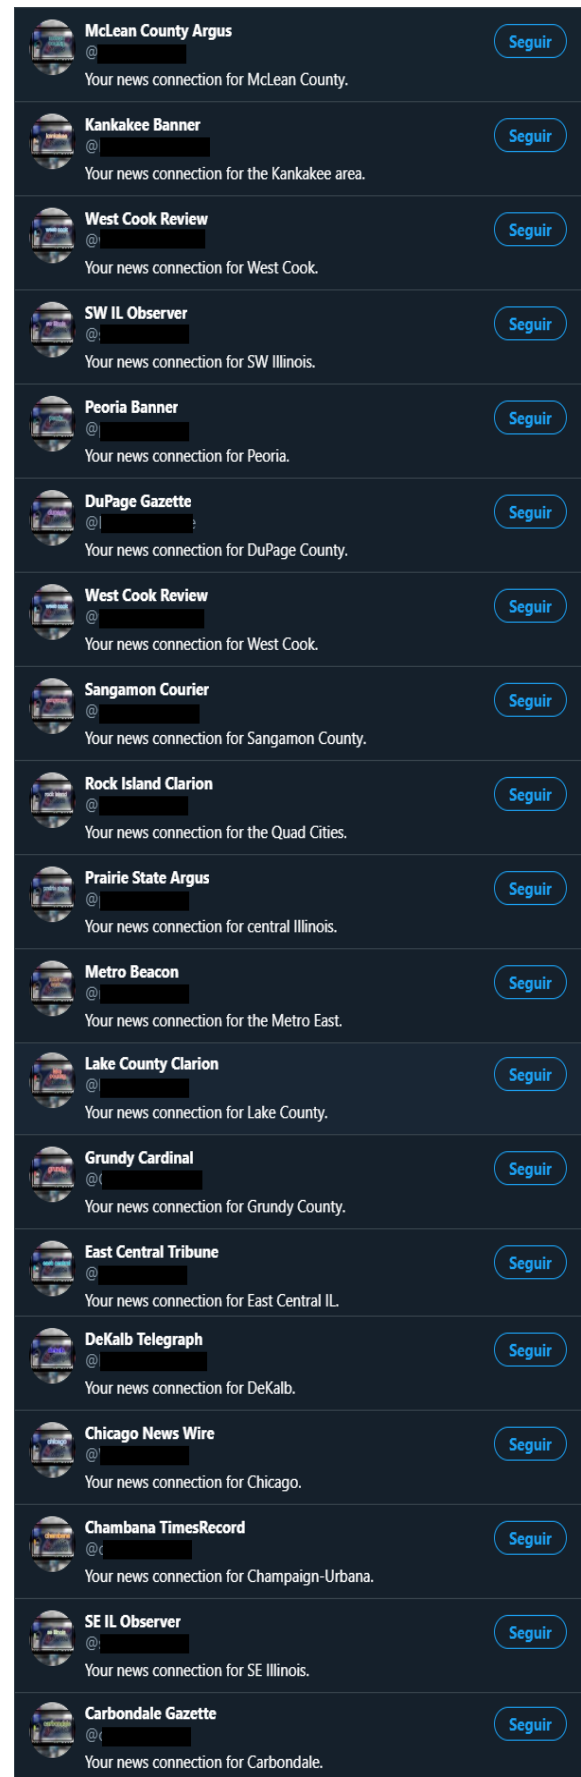 McLean County Argus
Seguir
@
Your news connection for McLean County.
Kankakee Banner
Seguir
@
Your news connection for the Kankakee area.
West Cook Review
Seguir
@
Your news connection for West Cook.
SW IL Observer
Seguir
@
Your news connection for SW Illinois.
Peoria Banner
Seguir
@
Your news connection for Peoria.
DuPage Gazette
Seguir
@
Your news connection for DuPage County.
West Cook Review
Seguir
@
Your news connection for West Cook.
Sangamon Courier
Seguir
@
Your news connection for Sangamon County.
Rock Island Clarion
Seguir
@
Your news connection for the Quad Cities.
Prairie State Argus
Seguir
@
Your news connection for central Illinois.
Metro Beacon
Seguir
@
Your news connection for the Metro East.
Lake County Clarion
Seguir
@
Your news connection for Lake County.
Grundy Cardinal
Seguir
@
Your news connection for Grundy County.
East Central Tribune
Seguir
@
Your news connection for East Central IL.
DeKalb Telegraph
Seguir
@
Your news connection for DeKalb.
Chicago News Wire
Seguir
@
Your news connection for Chicago.
Chambana TimesRecord
Seguir
@
Your news connection for Champaign-Urbana.
SE IL Observer
Seguir
@
Your news connection for SE Illinois.
Carbondale Gazette
Seguir
@
Your news connection for Carbondale.